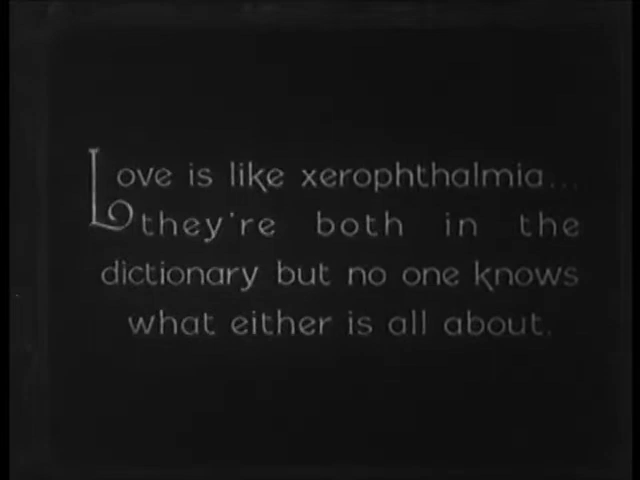 Love is like xerophthalmia...
they're both in the
dictionary but no one knows
what either is all about.